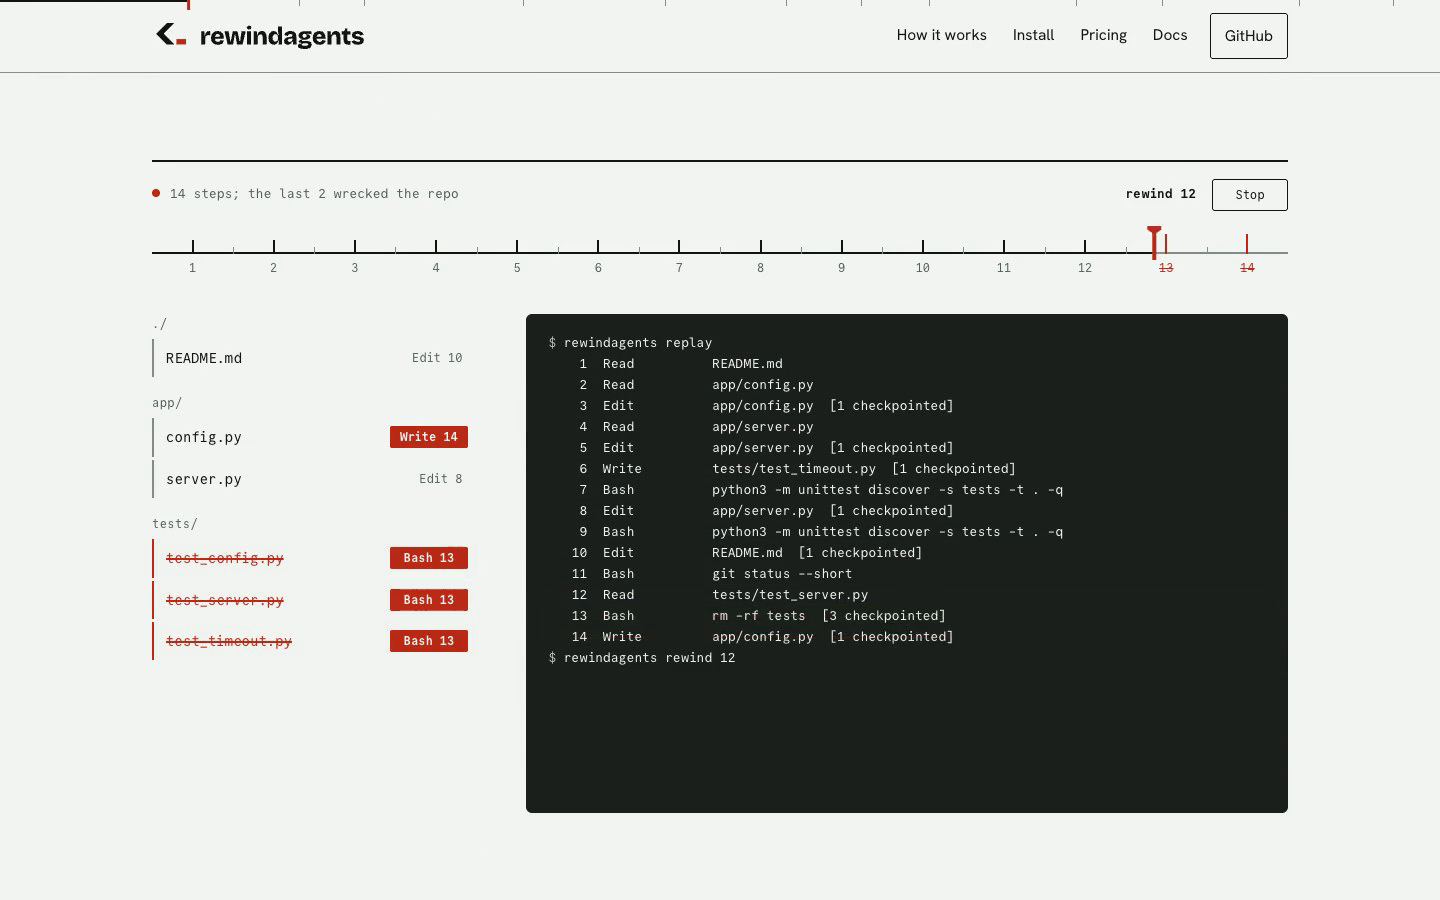 rewindagents
How it works Install Pricing Docs GitHub
14 steps; the last 2 wrecked the repo
rewind 12 Stop
1 2 3 4 5 6 7 8 9 10 11 12 13 14
./
README.md Edit 10
app/
config.py Write 14
server.py Edit 8
tests/
test_config.py Bash 13
test_server.py Bash 13
test_timeout.py Bash 13
$ rewindagents replay
1 Read README.md
2 Read app/config.py
3 Edit app/config.py [1 checkpointed]
4 Read app/server.py
5 Edit app/server.py [1 checkpointed]
6 Write tests/test_timeout.py [1 checkpointed]
7 Bash python3 -m unittest discover -s tests -t . -q
8 Edit app/server.py [1 checkpointed]
9 Bash python3 -m unittest discover -s tests -t . -q
10 Edit README.md [1 checkpointed]
11 Bash git status --short
12 Read tests/test_server.py
13 Bash rm -rf tests [3 checkpointed]
14 Write app/config.py [1 checkpointed]
$ rewindagents rewind 12